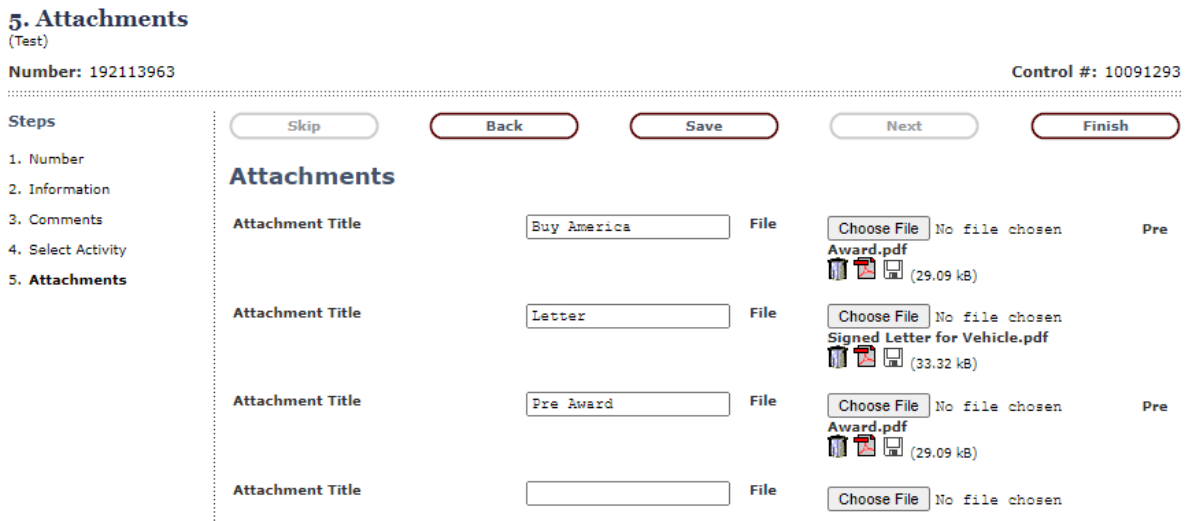 5. Attachments
(Test)
Number: 192113963 Control #: 10091293
Steps
1. Number
2. Information
3. Comments
4. Select Activity
5. Attachments
Skip Back Save Next Finish
Attachments
Attachment Title Buy America File Choose File No file chosen Pre
Award.pdf
(29.09 kB)
Attachment Title Letter File Choose File No file chosen
Signed Letter for Vehicle.pdf
(33.32 kB)
Attachment Title Pre Award File Choose File No file chosen Pre
Award.pdf
(29.09 kB)
Attachment Title File Choose File No file chosen